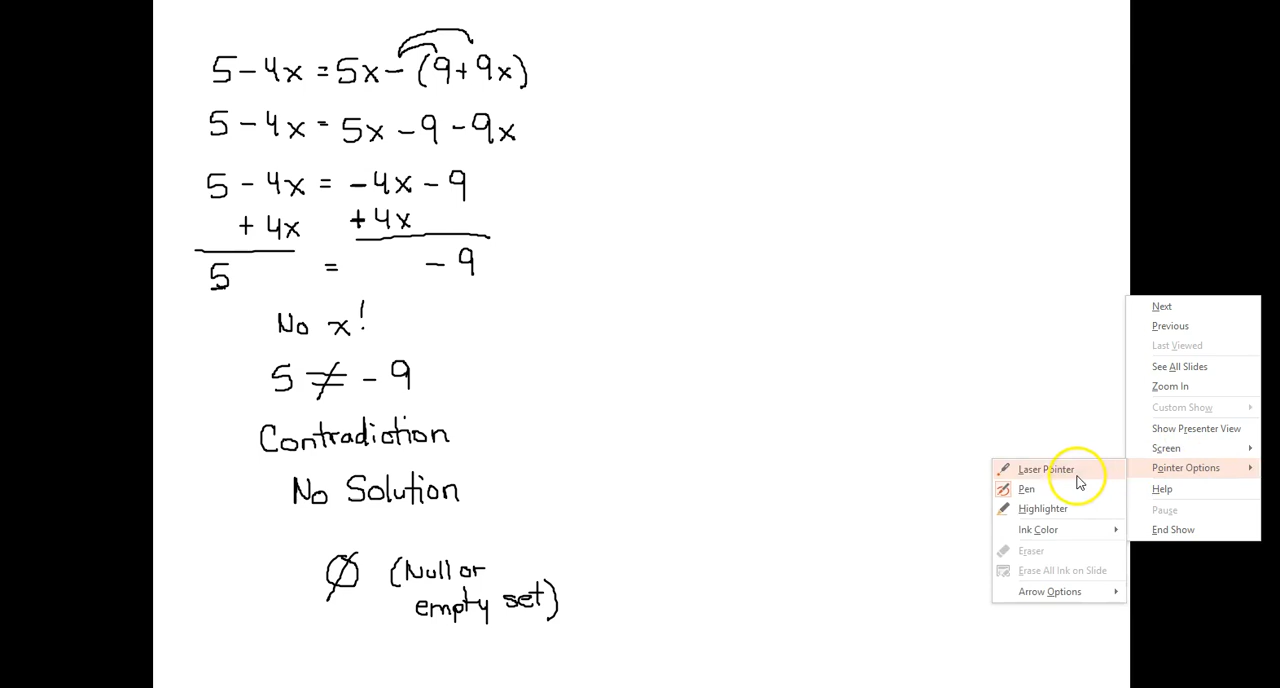 5 - 4x = 5x - (9 + 9x)
5 - 4x = 5x - 9 - 9x
5 - 4x = -4x - 9
+ 4x +4x
5 = - 9
No x!
5 ≠ - 9
Contradiction
No Solution
∅ (Null or
empty set)
Next
Previous
Last Viewed
See All Slides
Zoom In
Custom Show
Show Presenter View
Screen
Pointer Options
Help
Pause
End Show
Laser Pointer
Pen
Highlighter
Ink Color
Eraser
Erase All Ink on Slide
Arrow Options